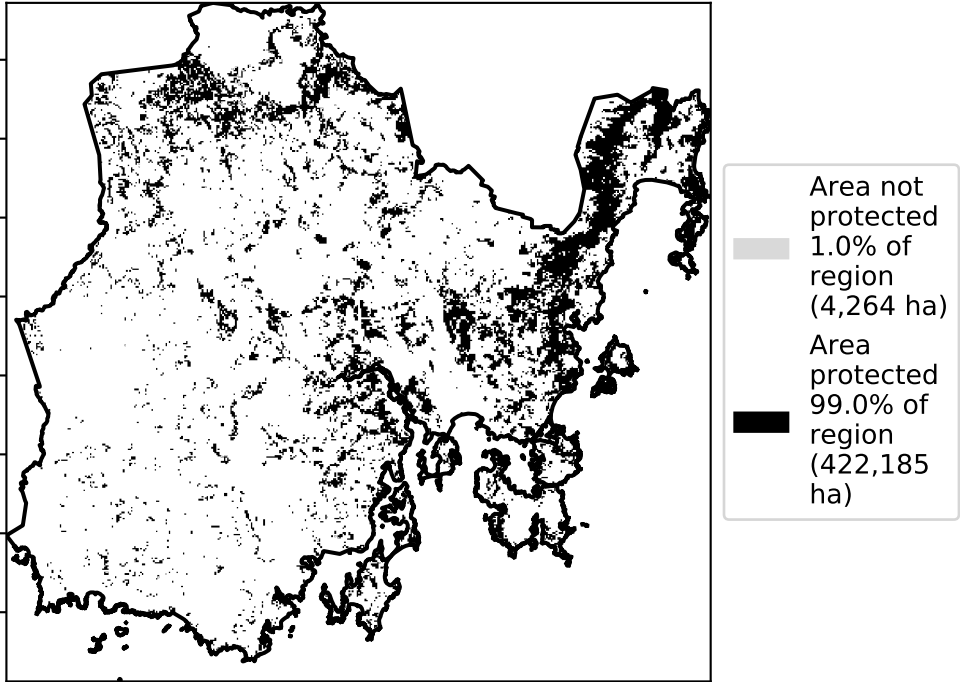 Area not
protected
1.0% of
region
(4,264 ha)
Area
protected
99.0% of
region
(422,185
ha)